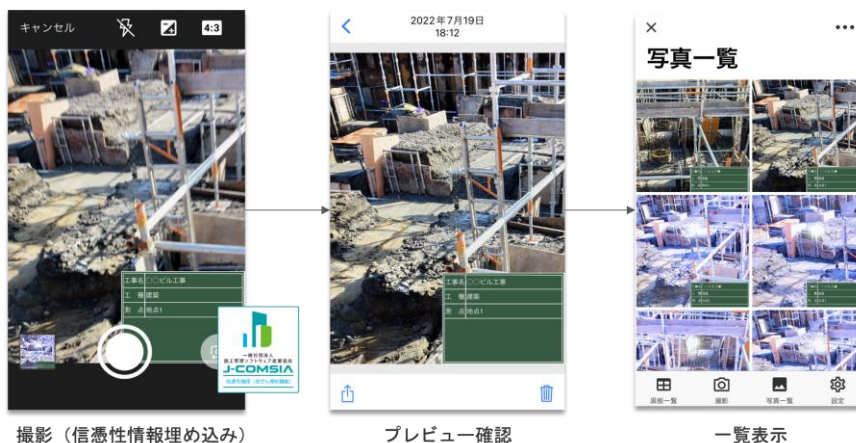 キャンセル
4:3
工事名 〇〇ビル工事
工 種 建築
測 点 地点1
一般社団法人
施工管理ソフトウェア産業協会
J-COMSIA
撮影（信憑性情報埋め込み）
2022年7月19日
18:12
工事名 〇〇ビル工事
工 種 建築
測 点 地点1
プレビュー確認
写真一覧
黒板一覧
撮影
写真一覧
設定
一覧表示